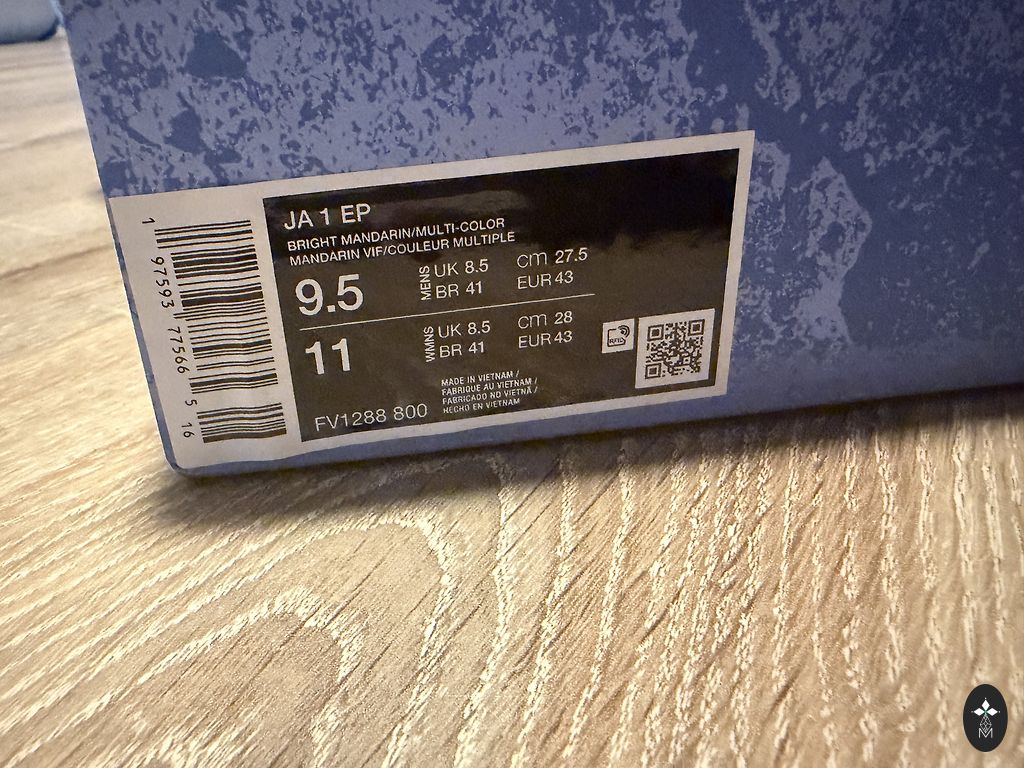 JA 1 EP
BRIGHT MANDARIN/MULTI-COLOR
MANDARIN VIF/COULEUR MULTIPLE
9.5
MENS
UK 8.5
CM 27.5
BR 41
EUR 43
11
WMNS
UK 8.5
CM 28
BR 41
EUR 43
RFID
MADE IN VIETNAM /
FABRIQUE AU VIETNAM /
FABRICADO NO VIETNÃ /
HECHO EN VIETNAM
FV1288 800
1 97593 77566 5 16
M